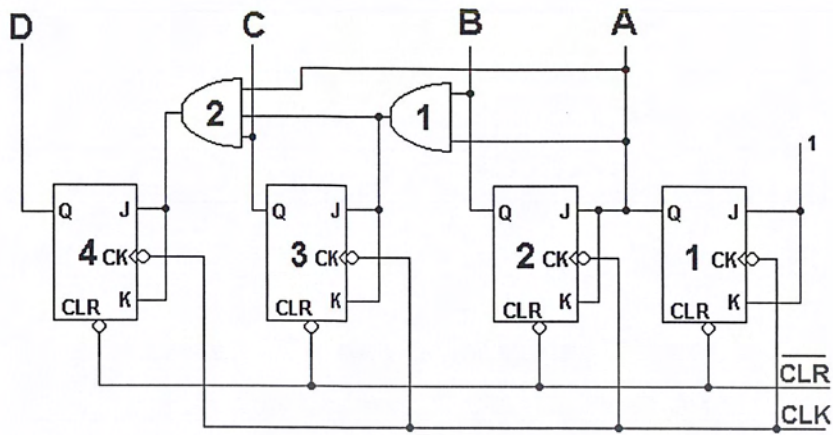 D C B A
2 1 1
Q J Q J Q J Q J
4 CK 3 CK 2 CK 1 CK
K K K K
CLR CLR CLR CLR
CLR
CLK